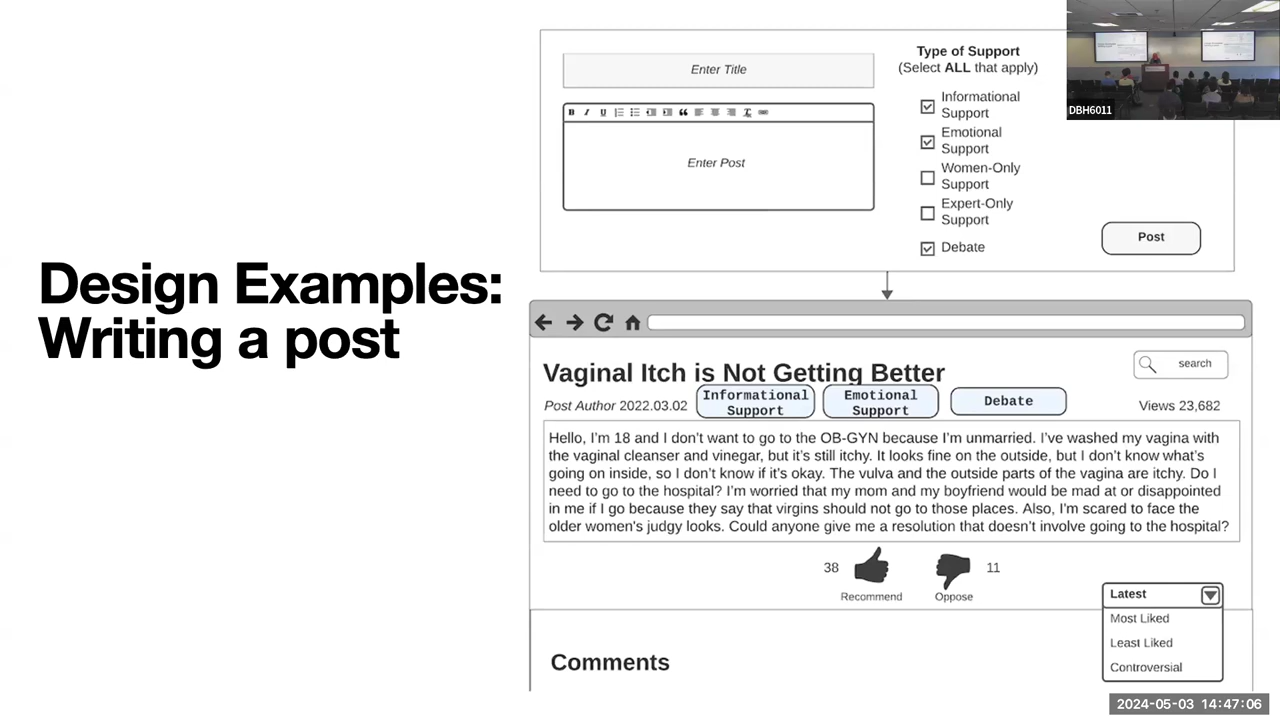 Design Examples:
Writing a post
Enter Title
B I U
Enter Post
Type of Support
(Select ALL that apply)
Informational
Support
Emotional
Support
Women-Only
Support
Expert-Only
Support
Debate
Post
DBH6011
Vaginal Itch is Not Getting Better
search
Post Author 2022.03.02
Informational
Support
Emotional
Support
Debate
Views 23,682
Hello, I'm 18 and I don't want to go to the OB-GYN because I'm unmarried. I've washed my vagina with
the vaginal cleanser and vinegar, but it's still itchy. It looks fine on the outside, but I don't know what's
going on inside, so I don't know if it's okay. The vulva and the outside parts of the vagina are itchy. Do I
need to go to the hospital? I'm worried that my mom and my boyfriend would be mad at or disappointed
in me if I go because they say that virgins should not go to those places. Also, I'm scared to face the
older women's judgy looks. Could anyone give me a resolution that doesn't involve going to the hospital?
38
11
Recommend
Oppose
Latest
Most Liked
Least Liked
Controversial
Comments
2024-05-03 14:47:06